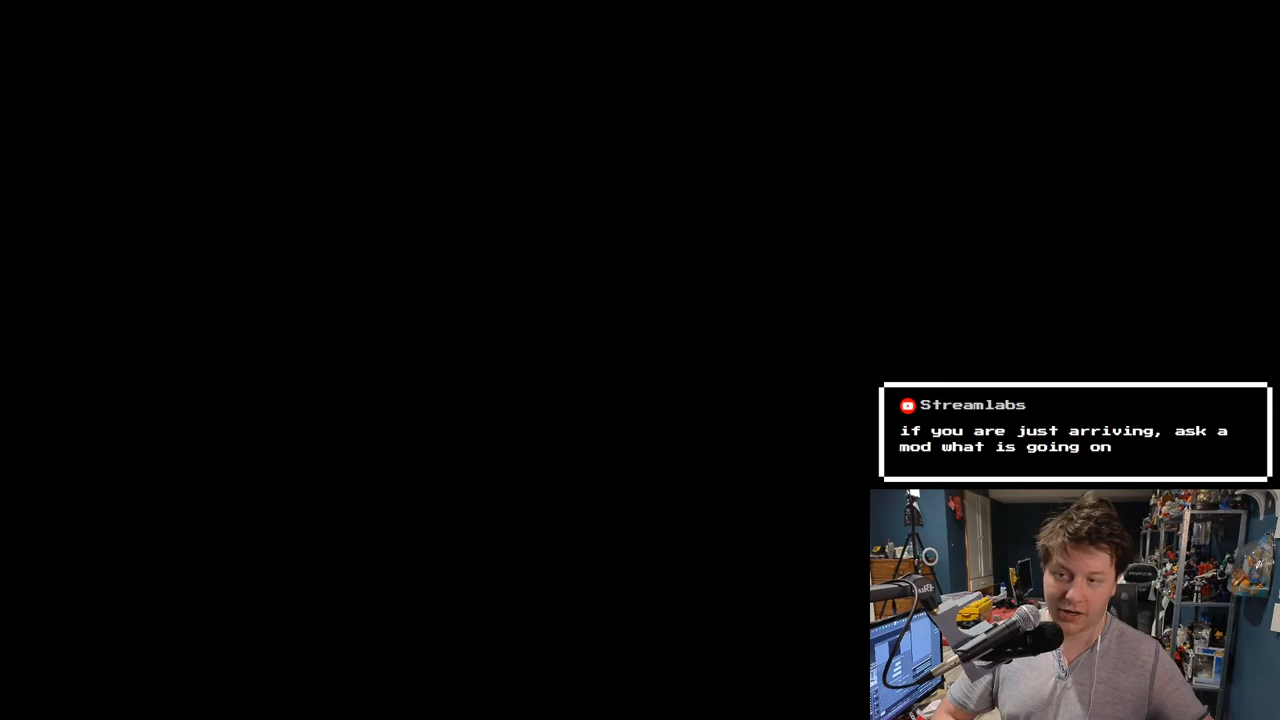 Streamlabs
if you are just arriving, ask a
mod what is going on